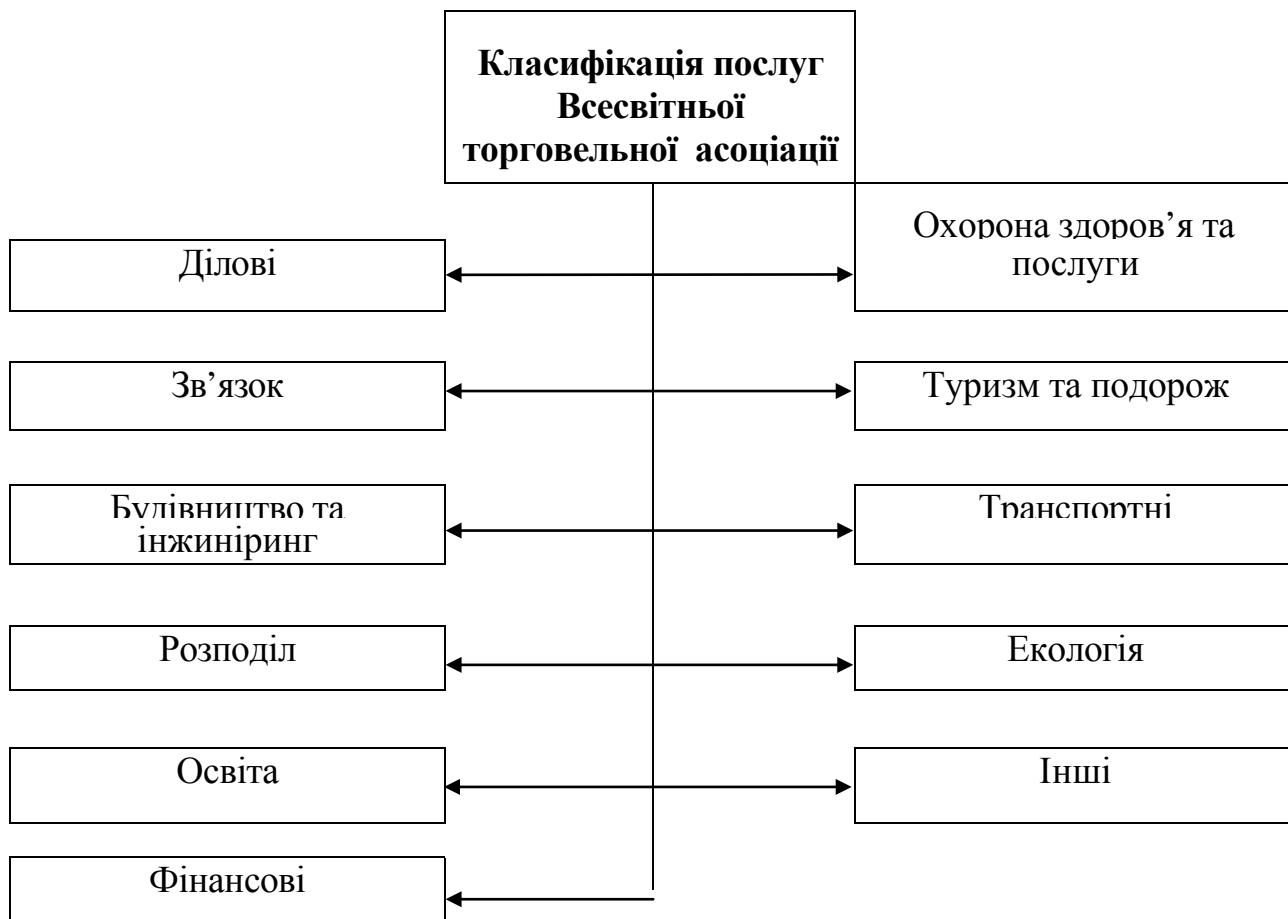 Класифікація послуг
Всесвітньої
торговельної асоціації
Охорона здоров’я та
послуги
Ділові
Зв’язок
Туризм та подорож
Будівництво та
інжиніринг
Транспортні
Розподіл
Екологія
Освіта
Інші
Фінансові